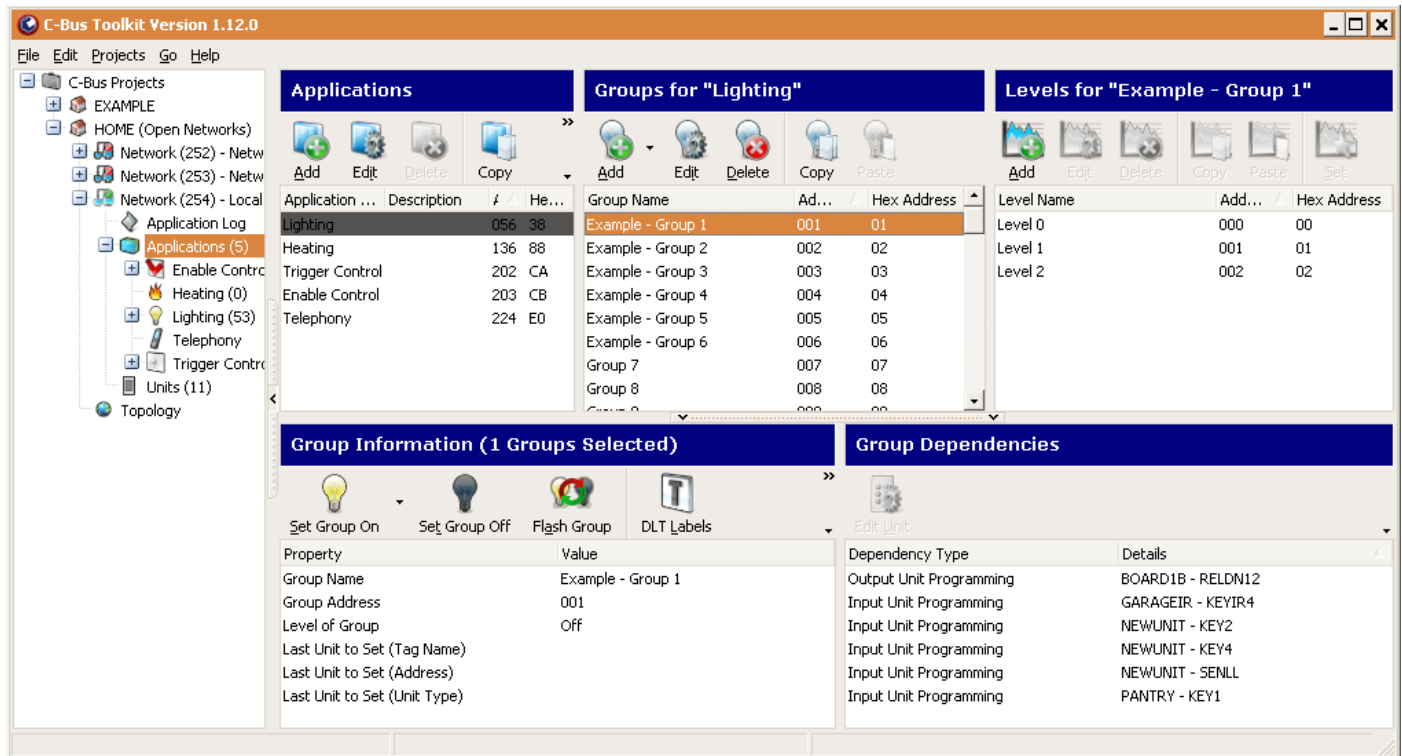 C-Bus Toolkit Version 1.12.0
File Edit Projects Go Help
C-Bus Projects
EXAMPLE
HOME (Open Networks)
Network (252) - Netw
Network (253) - Netw
Network (254) - Local
Application Log
Applications (5)
Enable Contro
Heating (0)
Lighting (53)
Telephony
Trigger Contro
Units (11)
Topology
Applications
Add Edit Delete Copy »
Application ... Description He...
Lighting 056 38
Heating 136 88
Trigger Control 202 CA
Enable Control 203 CB
Telephony 224 E0
Groups for "Lighting"
Add Edit Delete Copy Paste
Group Name Ad... Hex Address
Example - Group 1 001 01
Example - Group 2 002 02
Example - Group 3 003 03
Example - Group 4 004 04
Example - Group 5 005 05
Example - Group 6 006 06
Group 7 007 07
Group 8 008 08
Levels for "Example - Group 1"
Add Edit Delete Copy Paste Set
Level Name Add... Hex Address
Level 0 000 00
Level 1 001 01
Level 2 002 02
Group Information (1 Groups Selected)
Set Group On Set Group Off Flash Group T DLT Labels »
Property Value
Group Name Example - Group 1
Group Address 001
Level of Group Off
Last Unit to Set (Tag Name)
Last Unit to Set (Address)
Last Unit to Set (Unit Type)
Group Dependencies
Edit Unit
Dependency Type Details
Output Unit Programming BOARD1B - RELDN12
Input Unit Programming GARAGEIR - KEYIR4
Input Unit Programming NEWUNIT - KEY2
Input Unit Programming NEWUNIT - KEY4
Input Unit Programming NEWUNIT - SENLL
Input Unit Programming PANTRY - KEY1